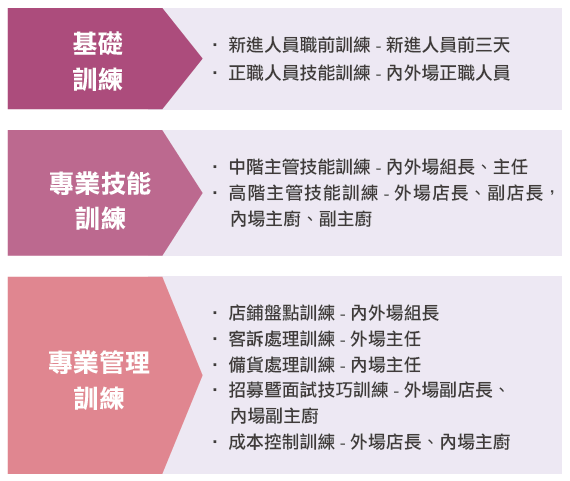 基礎
訓練
· 新進人員職前訓練 - 新進人員前三天
· 正職人員技能訓練 - 內外場正職人員
專業技能
訓練
· 中階主管技能訓練 - 內外場組長、主任
· 高階主管技能訓練 - 外場店長、副店長，
內場主廚、副主廚
專業管理
訓練
· 店鋪盤點訓練 - 內外場組長
· 客訴處理訓練 - 外場主任
· 備貨處理訓練 - 內場主任
· 招募暨面試技巧訓練 - 外場副店長、
內場副主廚
· 成本控制訓練 - 外場店長、內場主廚